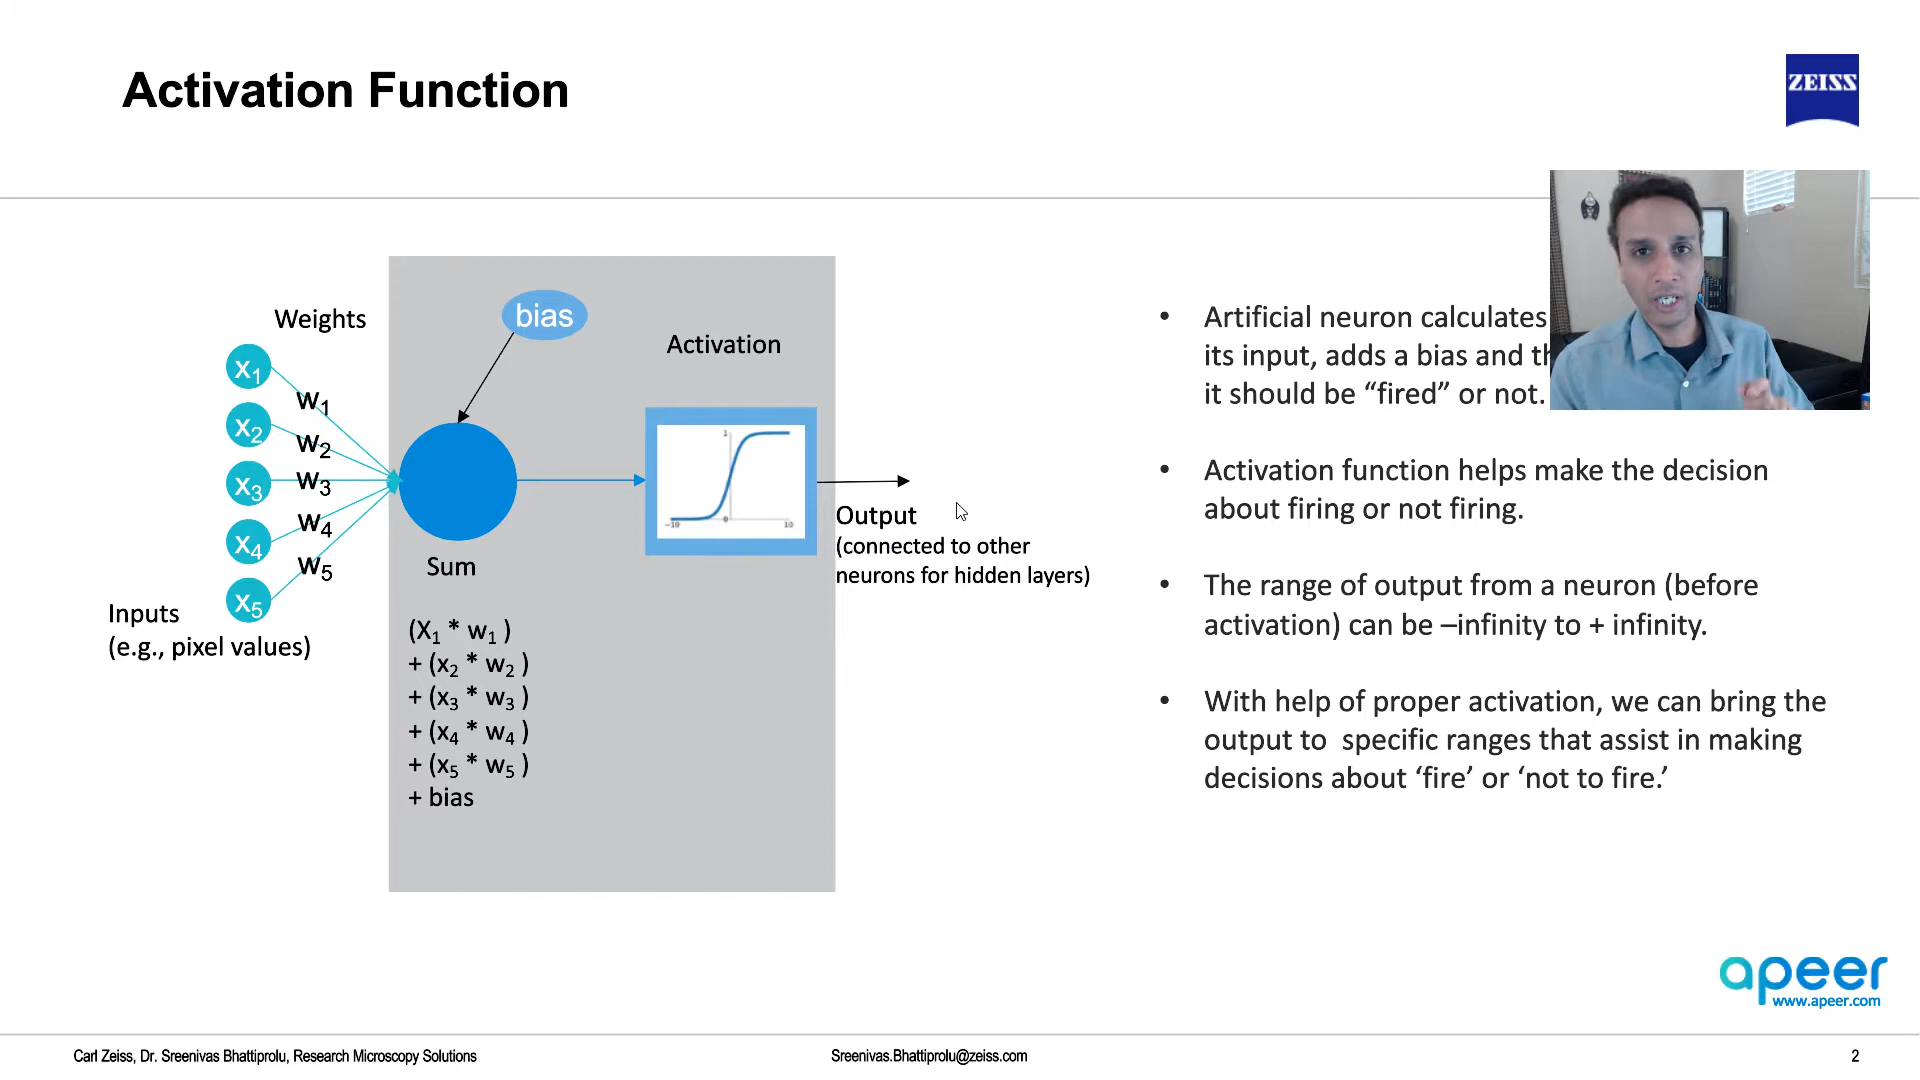 Activation Function
ZEISS
Weights
bias
Activation
x1
x2
x3
x4
x5
w1
w2
w3
w4
w5
1
0
-10
10
Inputs
(e.g., pixel values)
Sum
(X1 * w1 )
+ (x2 * w2 )
+ (x3 * w3 )
+ (x4 * w4 )
+ (x5 * w5 )
+ bias
Output
(connected to other
neurons for hidden layers)
• Artificial neuron calculates
its input, adds a bias and
it should be “fired” or not.
• Activation function helps make the decision
about firing or not firing.
• The range of output from a neuron (before
activation) can be –infinity to + infinity.
• With help of proper activation, we can bring the
output to specific ranges that assist in making
decisions about ‘fire’ or ‘not to fire.’
apeer
www.apeer.com
Carl Zeiss, Dr. Sreenivas Bhattiprolu, Research Microscopy Solutions
Sreenivas.Bhattiprolu@zeiss.com
2